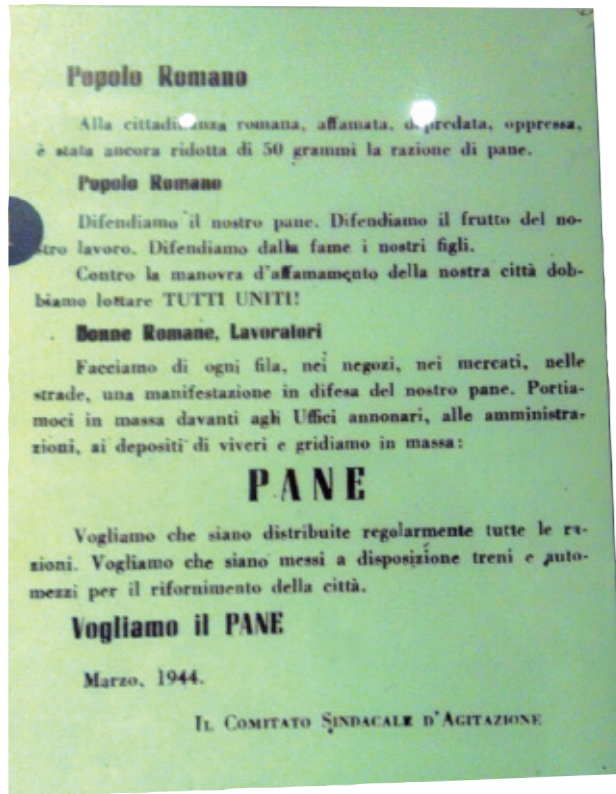 Popolo Romano
Alla cittadinanza romana, affamata, depredata, oppressa,
è stata ancora ridotta di 50 grammi la razione di pane.
Popolo Romano
Difendiamo il nostro pane. Difendiamo il frutto del no-
stro lavoro. Difendiamo dalla fame i nostri figli.
Contro la manovra d'affamamento della nostra città dob-
biamo lottare TUTTI UNITI!
Donne Romane, Lavoratori
Facciamo di ogni fila, nei negozi, nei mercati, nelle
strade, una manifestazione in difesa del nostro pane. Portia-
moci in massa davanti agli Uffici annonari, alle amministra-
zioni, ai depositi di viveri e gridiamo in massa:
PANE
Vogliamo che siano distribuite regolarmente tutte le ra-
zioni. Vogliamo che siano messi a disposizione treni e auto-
mezzi per il rifornimento della città.
Vogliamo il PANE
Marzo, 1944.
IL COMITATO SINDACALE D'AGITAZIONE